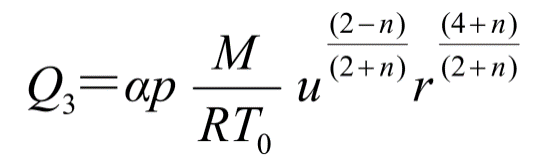 Q₃=αp M/(RT₀) u^((2−n)/(2+n)) r^((4+n)/(2+n))